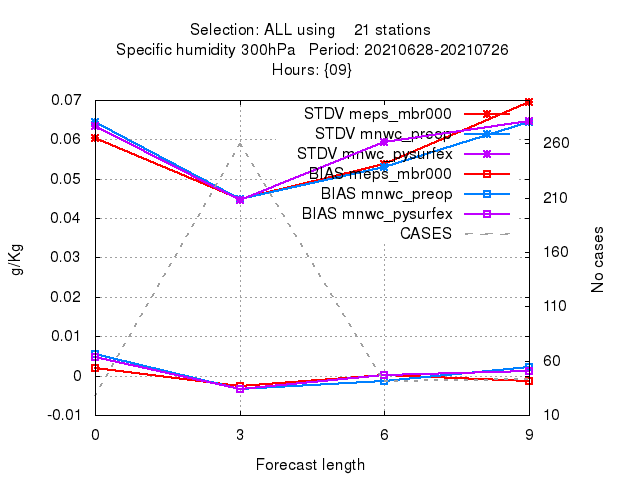 Selection: ALL using 21 stations
Specific humidity 300hPa Period: 20210628-20210726
Hours: {09}
STDV meps_mbr000
STDV mnwc_preop
STDV mnwc_pysurfex
BIAS meps_mbr000
BIAS mnwc_preop
BIAS mnwc_pysurfex
CASES
0.07
0.06
0.05
0.04
0.03
0.02
0.01
0
-0.01
g/Kg
260
210
160
110
60
10
No cases
0 3 6 9
Forecast length